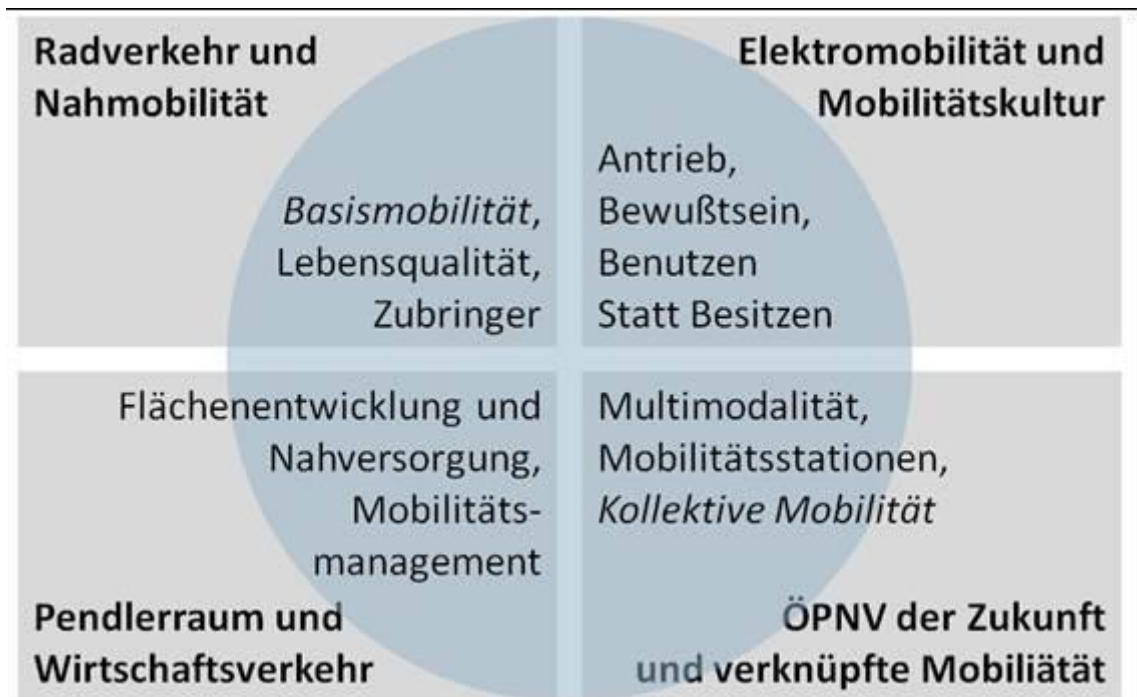 Radverkehr und
Nahmobilität
Basismobilität,
Lebensqualität,
Zubringer
Elektromobilität und
Mobilitätskultur
Antrieb,
Bewußtsein,
Benutzen
Statt Besitzen
Flächenentwicklung und
Nahversorgung,
Mobilitäts-
management
Pendlerraum und
Wirtschaftsverkehr
Multimodalität,
Mobilitätsstationen,
Kollektive Mobilität
ÖPNV der Zukunft
und verknüpfte Mobiliätät